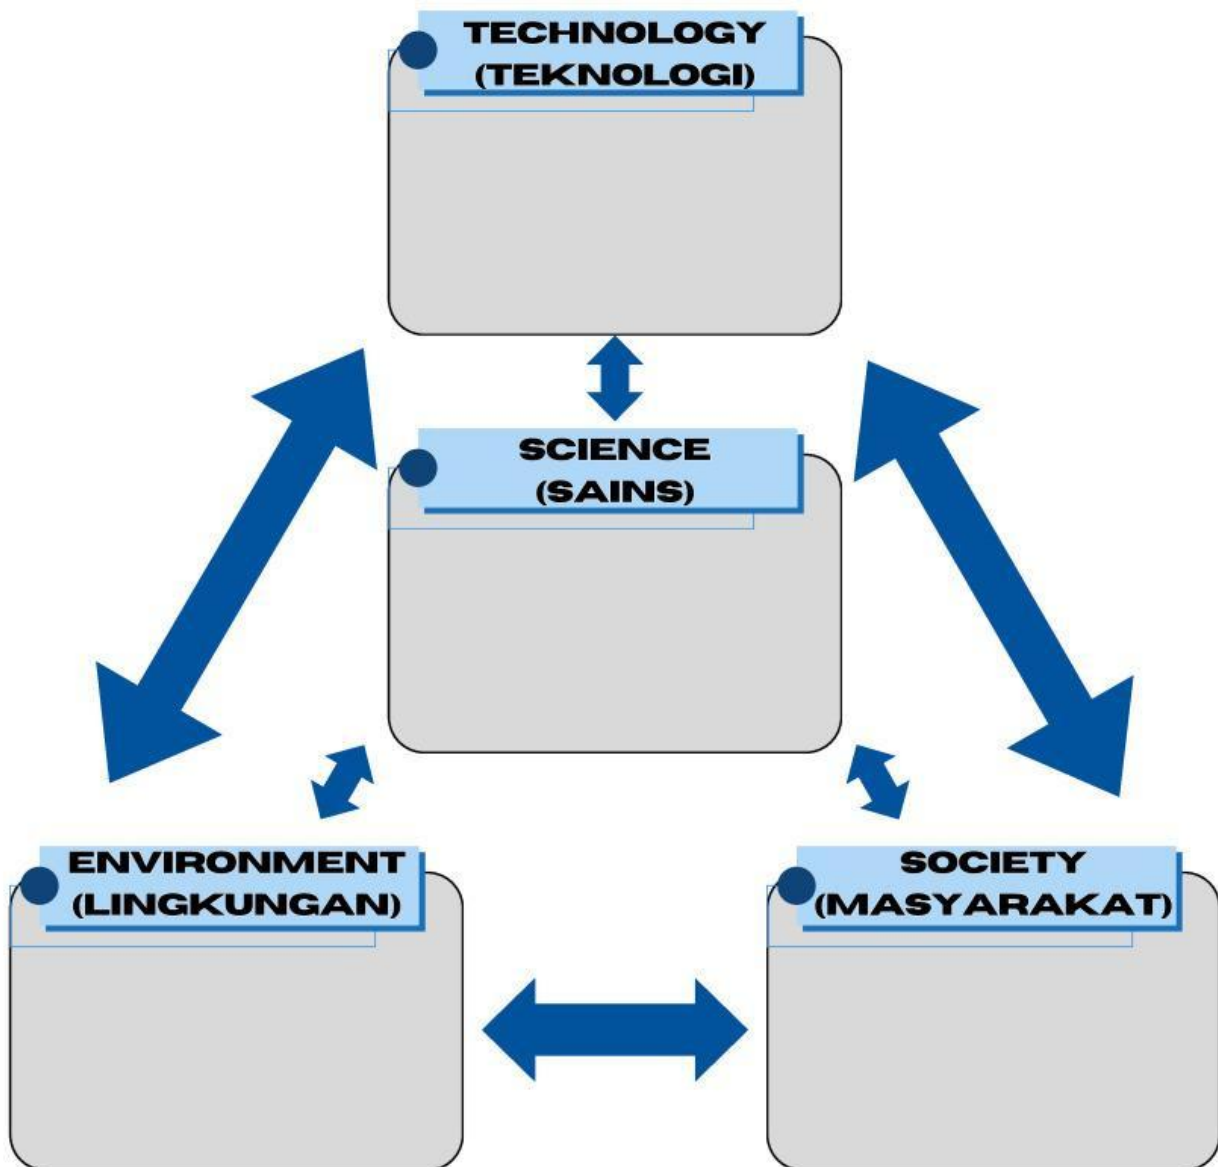 TECHNOLOGY
(TEKNOLOGI)
SCIENCE
(SAINS)
ENVIRONMENT
(LINGKUNGAN)
SOCIETY
(MASYARAKAT)